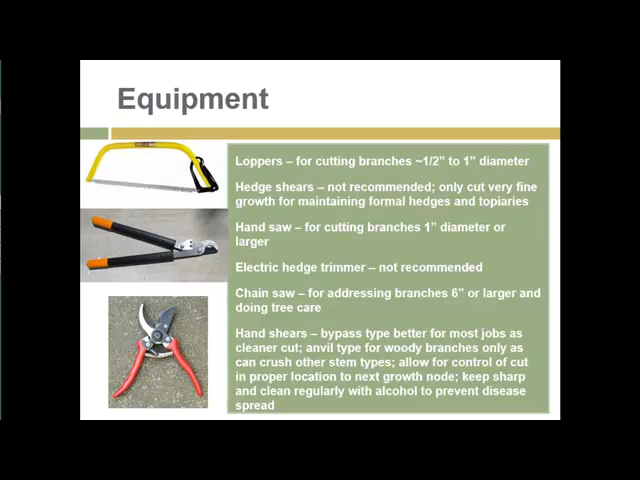 Equipment
Loppers – for cutting branches ~1/2” to 1” diameter
Hedge shears – not recommended; only cut very fine
growth for maintaining formal hedges and topiaries
Hand saw – for cutting branches 1” diameter or
larger
Electric hedge trimmer – not recommended
Chain saw – for addressing branches 6” or larger and
doing tree care
Hand shears – bypass type better for most jobs as
cleaner cut; anvil type for woody branches only as
can crush other stem types; allow for control of cut
in proper location to next growth node; keep sharp
and clean regularly with alcohol to prevent disease
spread